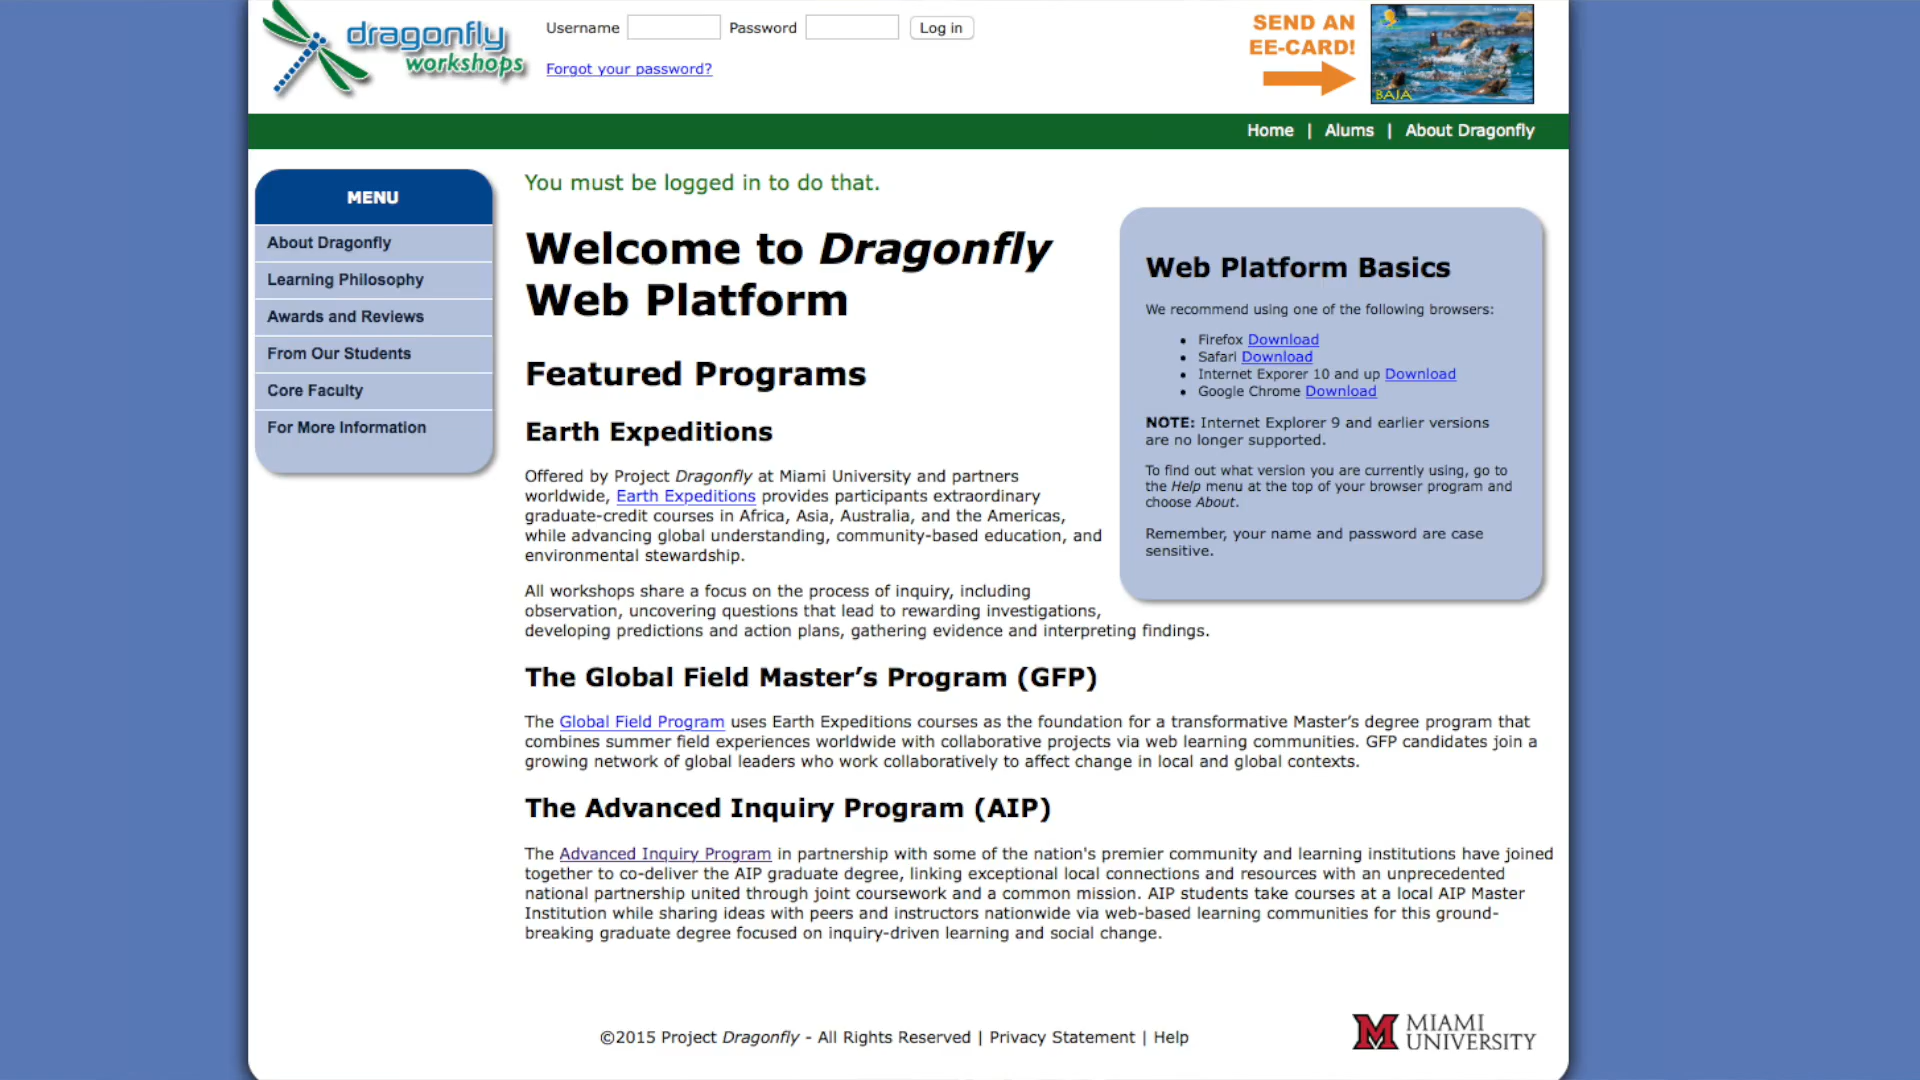 dragonfly
workshops
Username Password Log in
Forgot your password?
SEND AN
EE-CARD!
BAJA
Home | Alums | About Dragonfly
MENU
About Dragonfly
Learning Philosophy
Awards and Reviews
From Our Students
Core Faculty
For More Information
You must be logged in to do that.
Welcome to Dragonfly
Web Platform
Featured Programs
Earth Expeditions
Offered by Project Dragonfly at Miami University and partners
worldwide, Earth Expeditions provides participants extraordinary
graduate-credit courses in Africa, Asia, Australia, and the Americas,
while advancing global understanding, community-based education, and
environmental stewardship.
All workshops share a focus on the process of inquiry, including
observation, uncovering questions that lead to rewarding investigations,
developing predictions and action plans, gathering evidence and interpreting findings.
Web Platform Basics
We recommend using one of the following browsers:
• Firefox Download
• Safari Download
• Internet Exporer 10 and up Download
• Google Chrome Download
NOTE: Internet Explorer 9 and earlier versions
are no longer supported.
To find out what version you are currently using, go to
the Help menu at the top of your browser program and
choose About.
Remember, your name and password are case
sensitive.
The Global Field Master’s Program (GFP)
The Global Field Program uses Earth Expeditions courses as the foundation for a transformative Master’s degree program that
combines summer field experiences worldwide with collaborative projects via web learning communities. GFP candidates join a
growing network of global leaders who work collaboratively to affect change in local and global contexts.
The Advanced Inquiry Program (AIP)
The Advanced Inquiry Program in partnership with some of the nation's premier community and learning institutions have joined
together to co-deliver the AIP graduate degree, linking exceptional local connections and resources with an unprecedented
national partnership united through joint coursework and a common mission. AIP students take courses at a local AIP Master
Institution while sharing ideas with peers and instructors nationwide via web-based learning communities for this ground-
breaking graduate degree focused on inquiry-driven learning and social change.
©2015 Project Dragonfly - All Rights Reserved | Privacy Statement | Help
MIAMI
UNIVERSITY